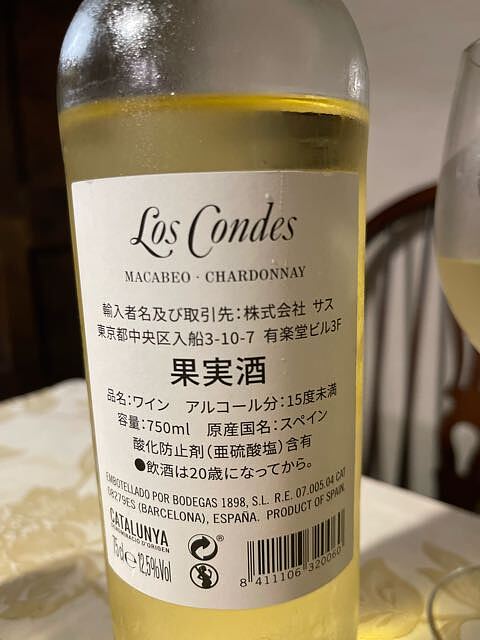 Los Condes
MACABEO · CHARDONNAY
輸入者名及び取引先:株式会社 サス
東京都中央区入船3-10-7 有楽堂ビル3F
果実酒
品名:ワイン アルコール分:15度未満
容量:750ml 原産国名:スペイン
酸化防止剤(亜硫酸塩)含有
●飲酒は20歳になってから。
EMBOTELLADO POR BODEGAS 1898, S.L. R.E. 07.005.04 CAT
08279ES (BARCELONA), ESPAÑA. PRODUCT OF SPAIN.
CATALUNYA
DENOMINACIÓ D'ORIGEN
75 cl e 12,5%Vol
8 411106 320060